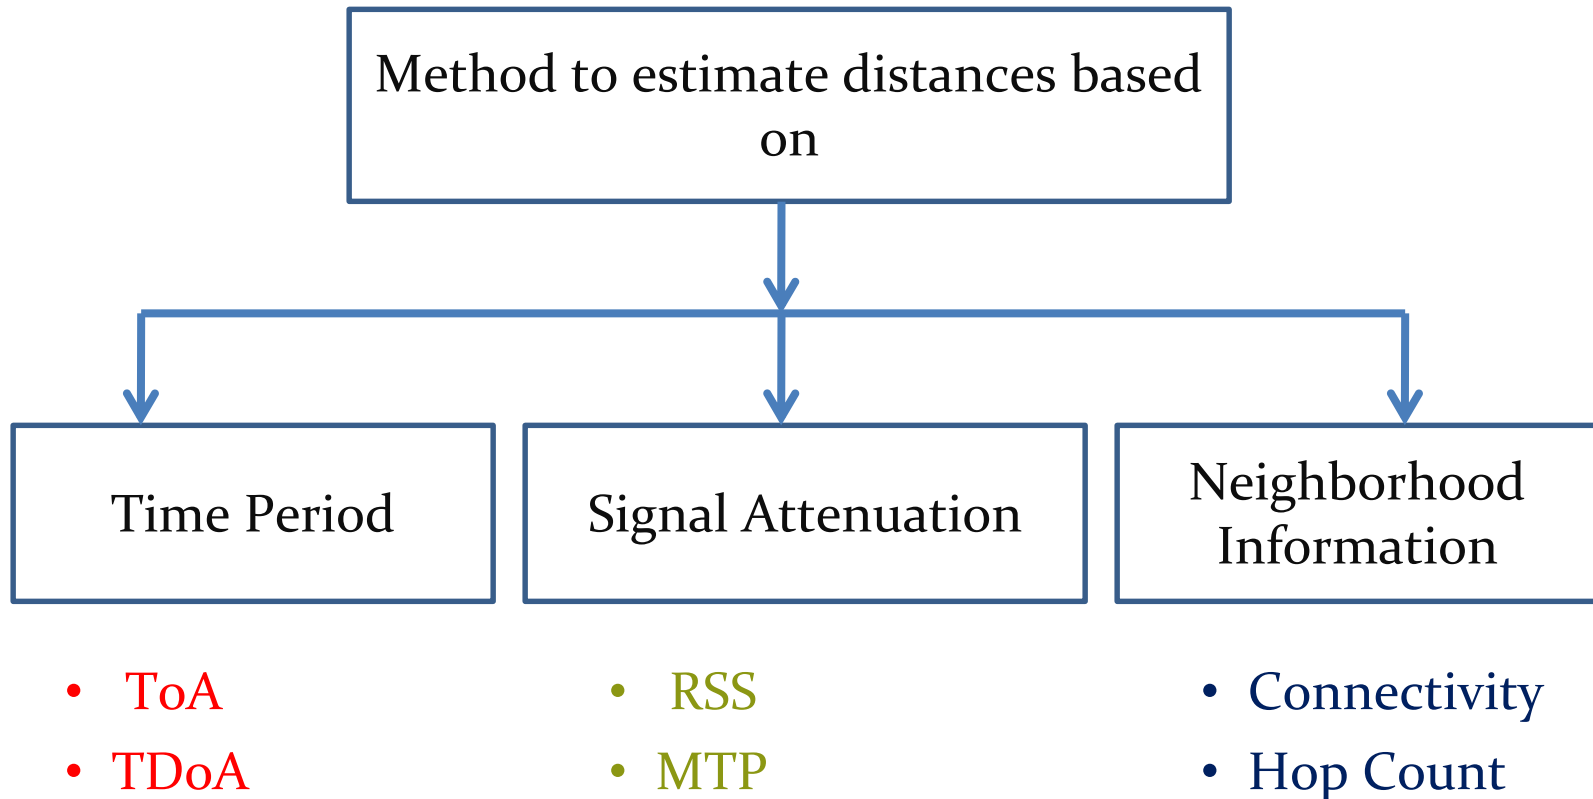 Method to estimate distances based
on
Time Period
Signal Attenuation
Neighborhood
Information
• ToA
• TDoA
• RSS
• MTP
• Connectivity
• Hop Count